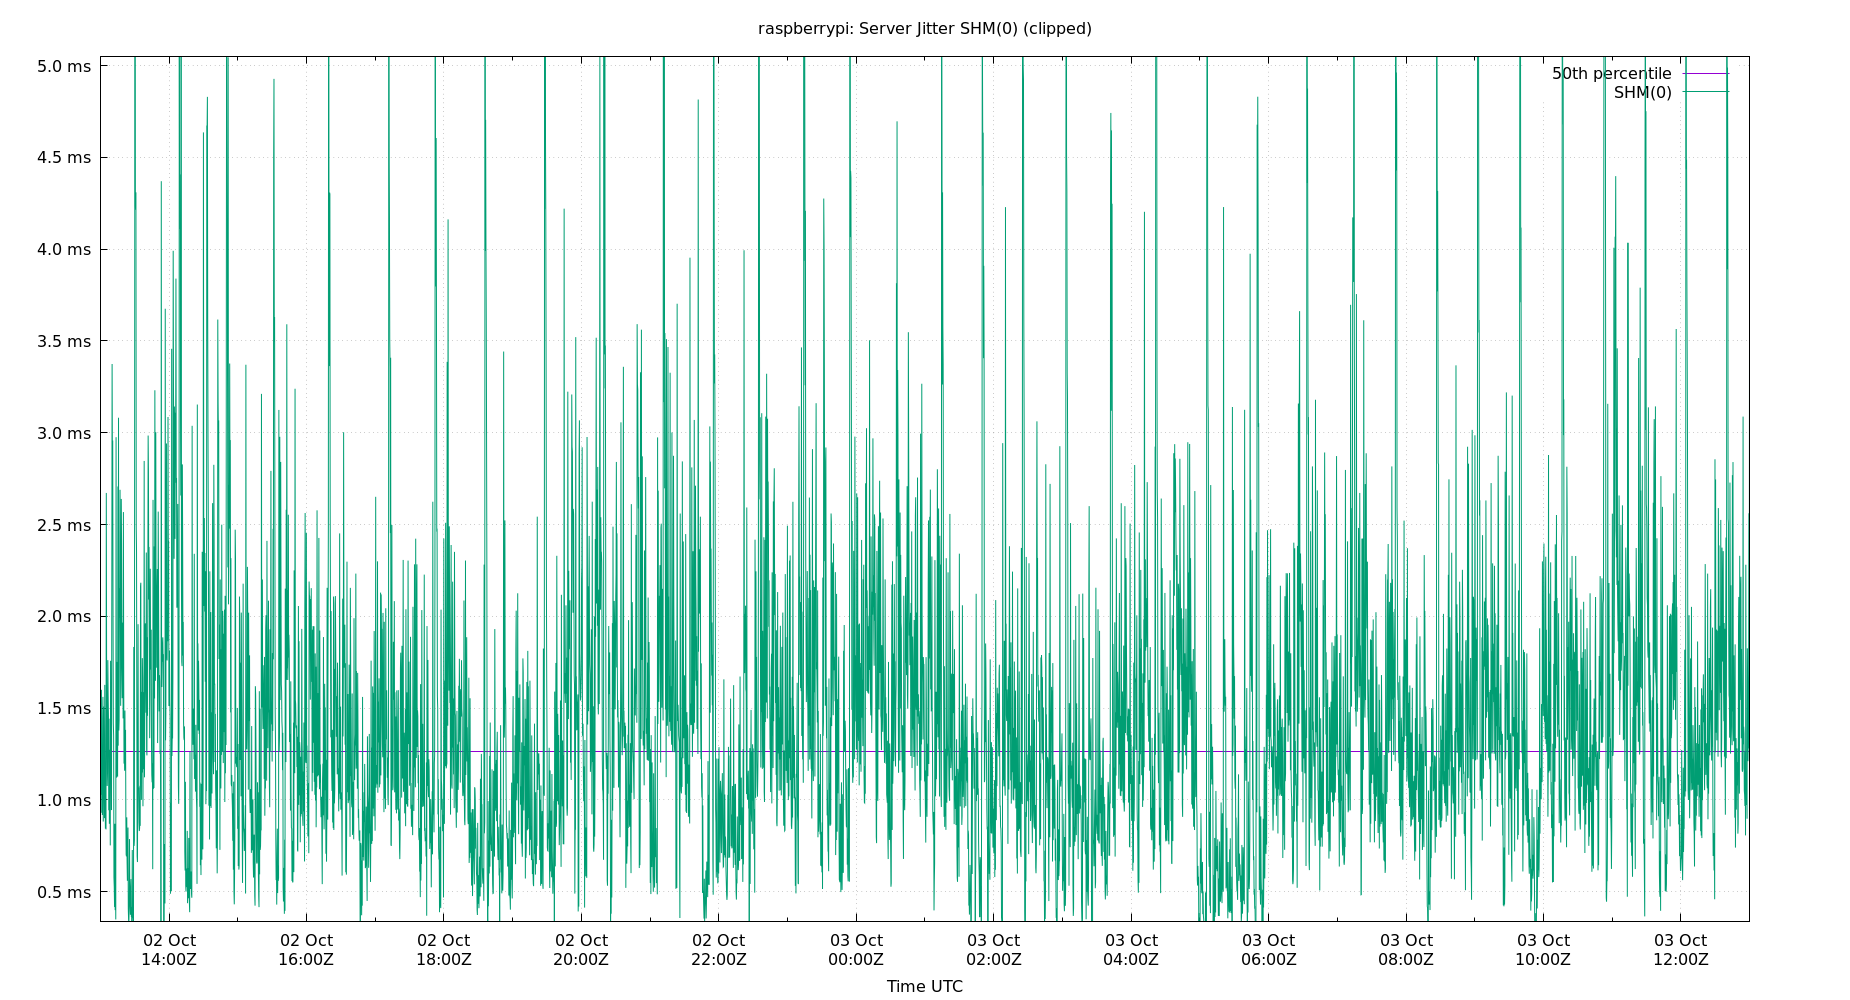 raspberrypi: Server Jitter SHM(0) (clipped)
50th percentile
SHM(0)
5.0 ms
4.5 ms
4.0 ms
3.5 ms
3.0 ms
2.5 ms
2.0 ms
1.5 ms
1.0 ms
0.5 ms
02 Oct 02 Oct 02 Oct 02 Oct 02 Oct 03 Oct 03 Oct 03 Oct 03 Oct 03 Oct 03 Oct 03 Oct
14:00Z 16:00Z 18:00Z 20:00Z 22:00Z 00:00Z 02:00Z 04:00Z 06:00Z 08:00Z 10:00Z 12:00Z
Time UTC